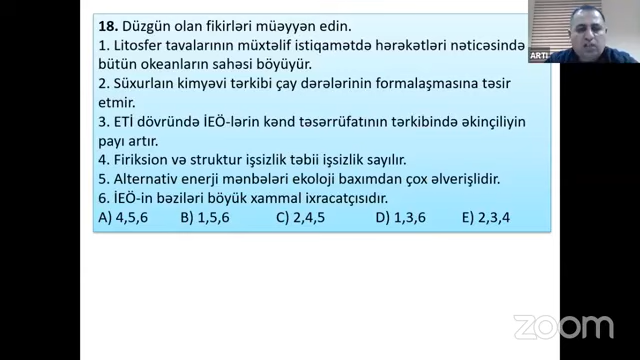 18. Düzgün olan fikirləri müəyyən edin.
1. Litosfer tavalarının müxtəlif istiqamətdə hərəkətləri nəticəsində
bütün okeanların sahəsi böyüyür.
2. Süxurlaın kimyəvi tərkibi çay dərələrinin formalaşmasına təsir
etmir.
3. ETİ dövründə İEÖ-lərin kənd təsərrüfatının tərkibində əkinçiliyin
payı artır.
4. Firiksion və struktur işsizlik təbii işsizlik sayılır.
5. Alternativ enerji mənbələri ekoloji baxımdan çox əlverişlidir.
6. İEÖ-in bəziləri böyük xammal ixracatçısıdır.
A) 4,5,6 B) 1,5,6 C) 2,4,5 D) 1,3,6 E) 2,3,4
zoom